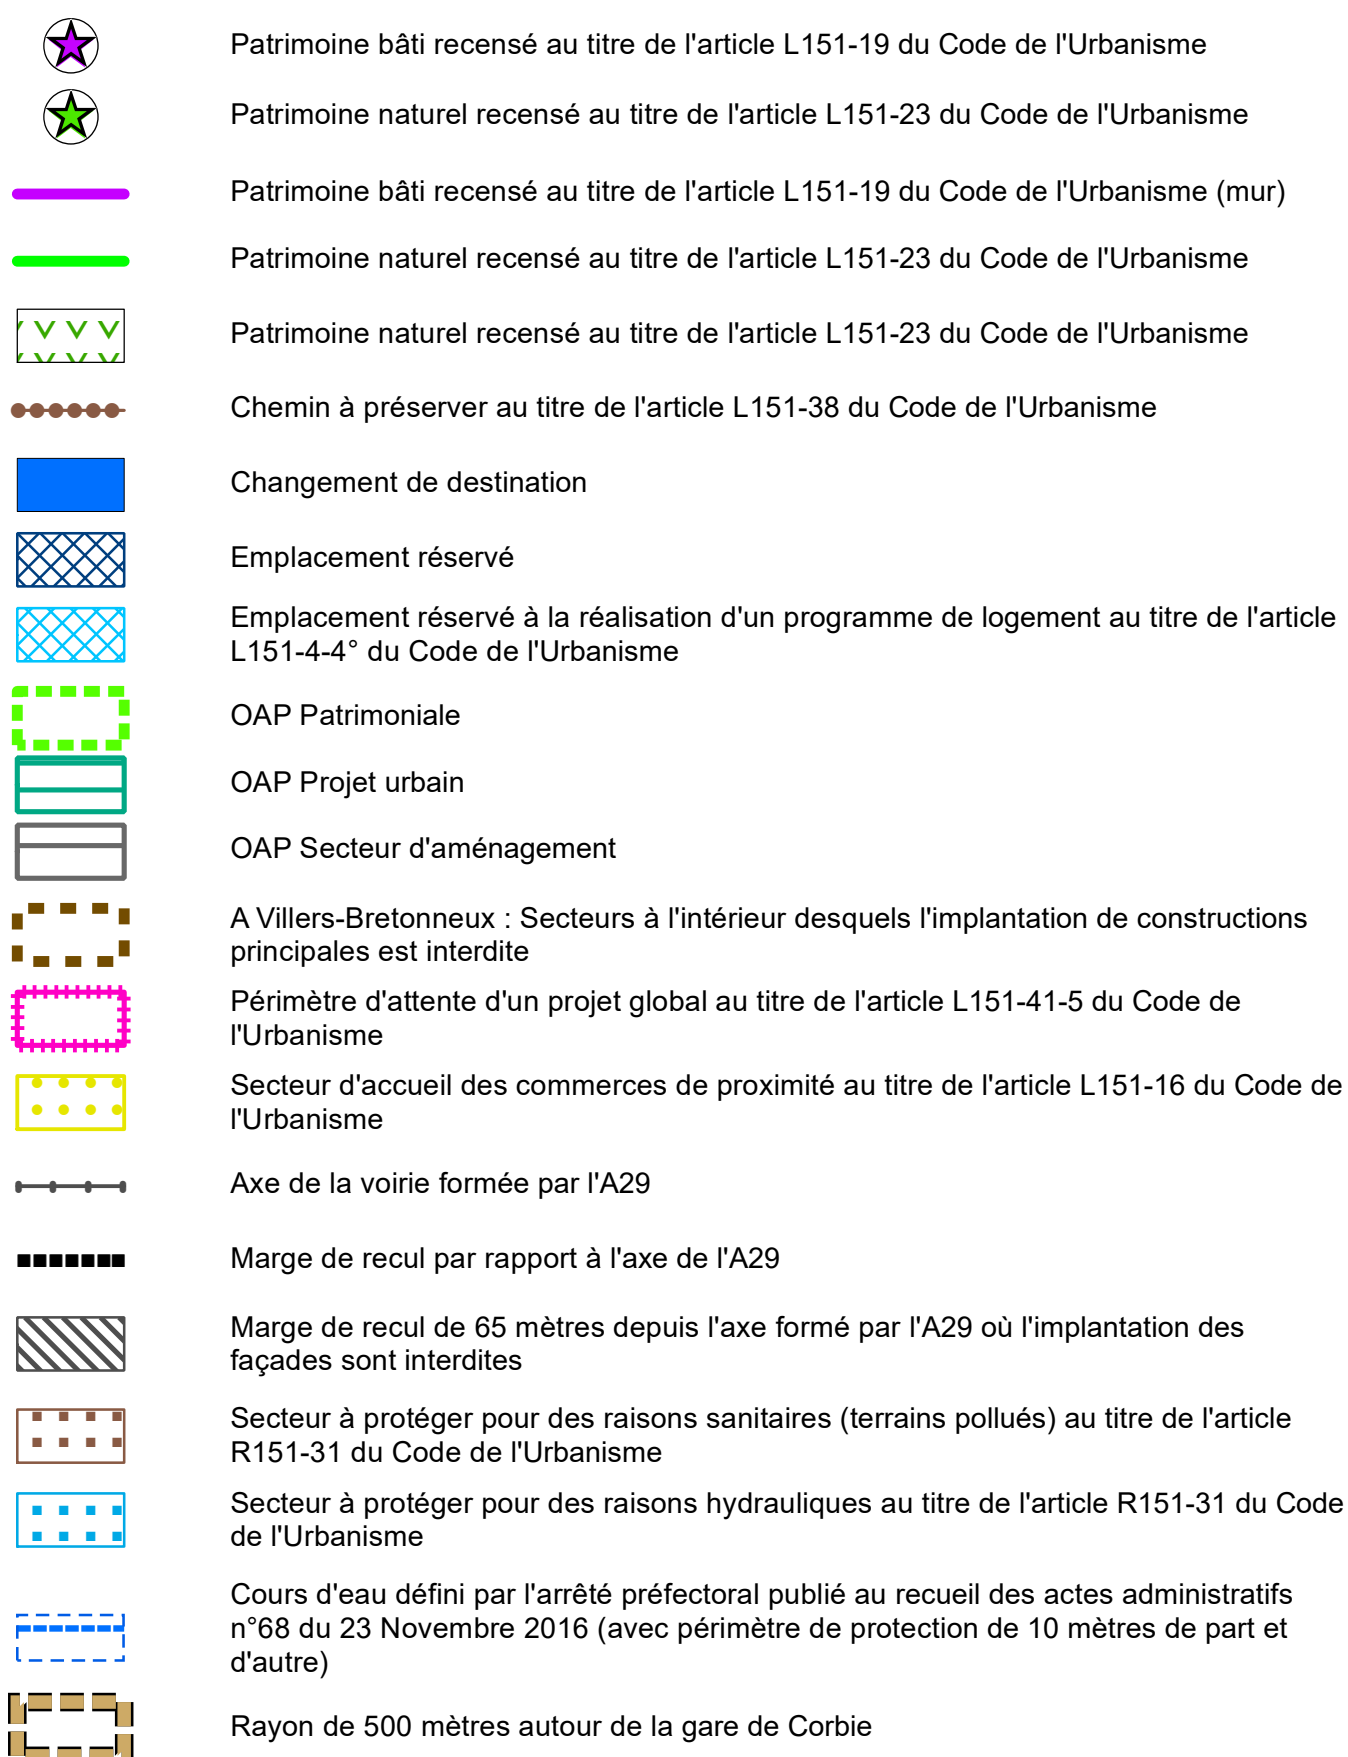 Patrimoine bâti recensé au titre de l'article L151-19 du Code de l'Urbanisme
Patrimoine naturel recensé au titre de l'article L151-23 du Code de l'Urbanisme
Patrimoine bâti recensé au titre de l'article L151-19 du Code de l'Urbanisme (mur)
Patrimoine naturel recensé au titre de l'article L151-23 du Code de l'Urbanisme
Patrimoine naturel recensé au titre de l'article L151-23 du Code de l'Urbanisme
Chemin à préserver au titre de l'article L151-38 du Code de l'Urbanisme
Changement de destination
Emplacement réservé
Emplacement réservé à la réalisation d'un programme de logement au titre de l'article
L151-4-4° du Code de l'Urbanisme
OAP Patrimoniale
OAP Projet urbain
OAP Secteur d'aménagement
A Villers-Bretonneux : Secteurs à l'intérieur desquels l'implantation de constructions
principales est interdite
Périmètre d'attente d'un projet global au titre de l'article L151-41-5 du Code de
l'Urbanisme
Secteur d'accueil des commerces de proximité au titre de l'article L151-16 du Code de
l'Urbanisme
Axe de la voirie formée par l'A29
Marge de recul par rapport à l'axe de l'A29
Marge de recul de 65 mètres depuis l'axe formé par l'A29 où l'implantation des
façades sont interdites
Secteur à protéger pour des raisons sanitaires (terrains pollués) au titre de l'article
R151-31 du Code de l'Urbanisme
Secteur à protéger pour des raisons hydrauliques au titre de l'article R151-31 du Code
de l'Urbanisme
Cours d'eau défini par l'arrêté préfectoral publié au recueil des actes administratifs
n°68 du 23 Novembre 2016 (avec périmètre de protection de 10 mètres de part et
d'autre)
Rayon de 500 mètres autour de la gare de Corbie